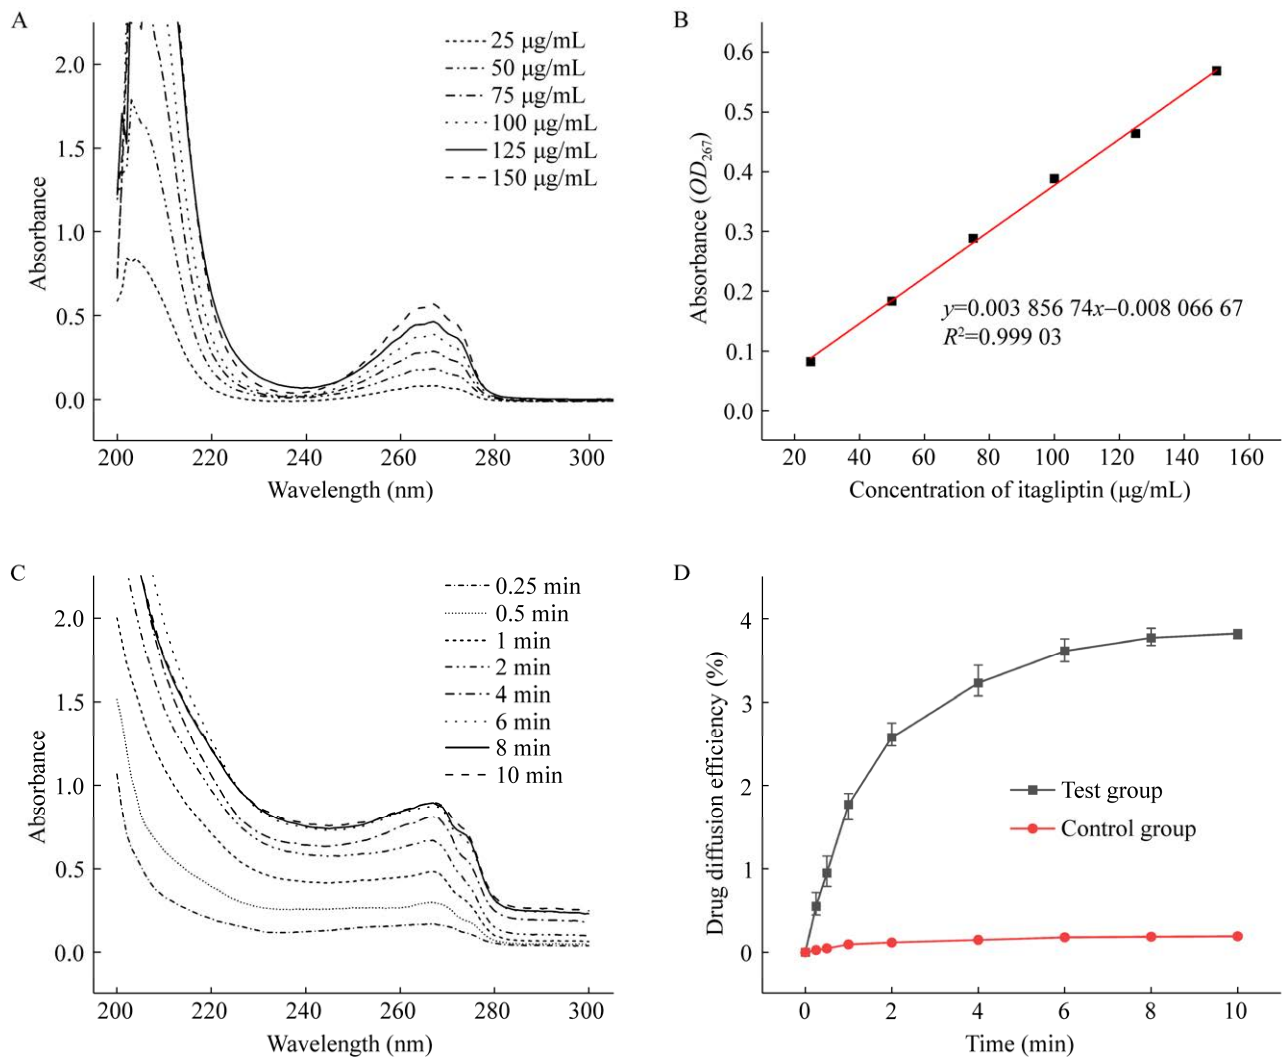 A
25 μg/mL
50 μg/mL
75 μg/mL
100 μg/mL
125 μg/mL
150 μg/mL
2.0
1.5
1.0
0.5
0.0
Absorbance
200 220 240 260 280 300
Wavelength (nm)
B
0.6
0.5
0.4
0.3
0.2
0.1
0.0
Absorbance (OD267)
y=0.003 856 74x−0.008 066 67
R²=0.999 03
20 40 60 80 100 120 140 160
Concentration of itagliptin (μg/mL)
C
0.25 min
0.5 min
1 min
2 min
4 min
6 min
8 min
10 min
2.0
1.5
1.0
0.5
0.0
Absorbance
200 220 240 260 280 300
Wavelength (nm)
D
4
3
2
1
0
Drug diffusion efficiency (%)
Test group
Control group
0 2 4 6 8 10
Time (min)